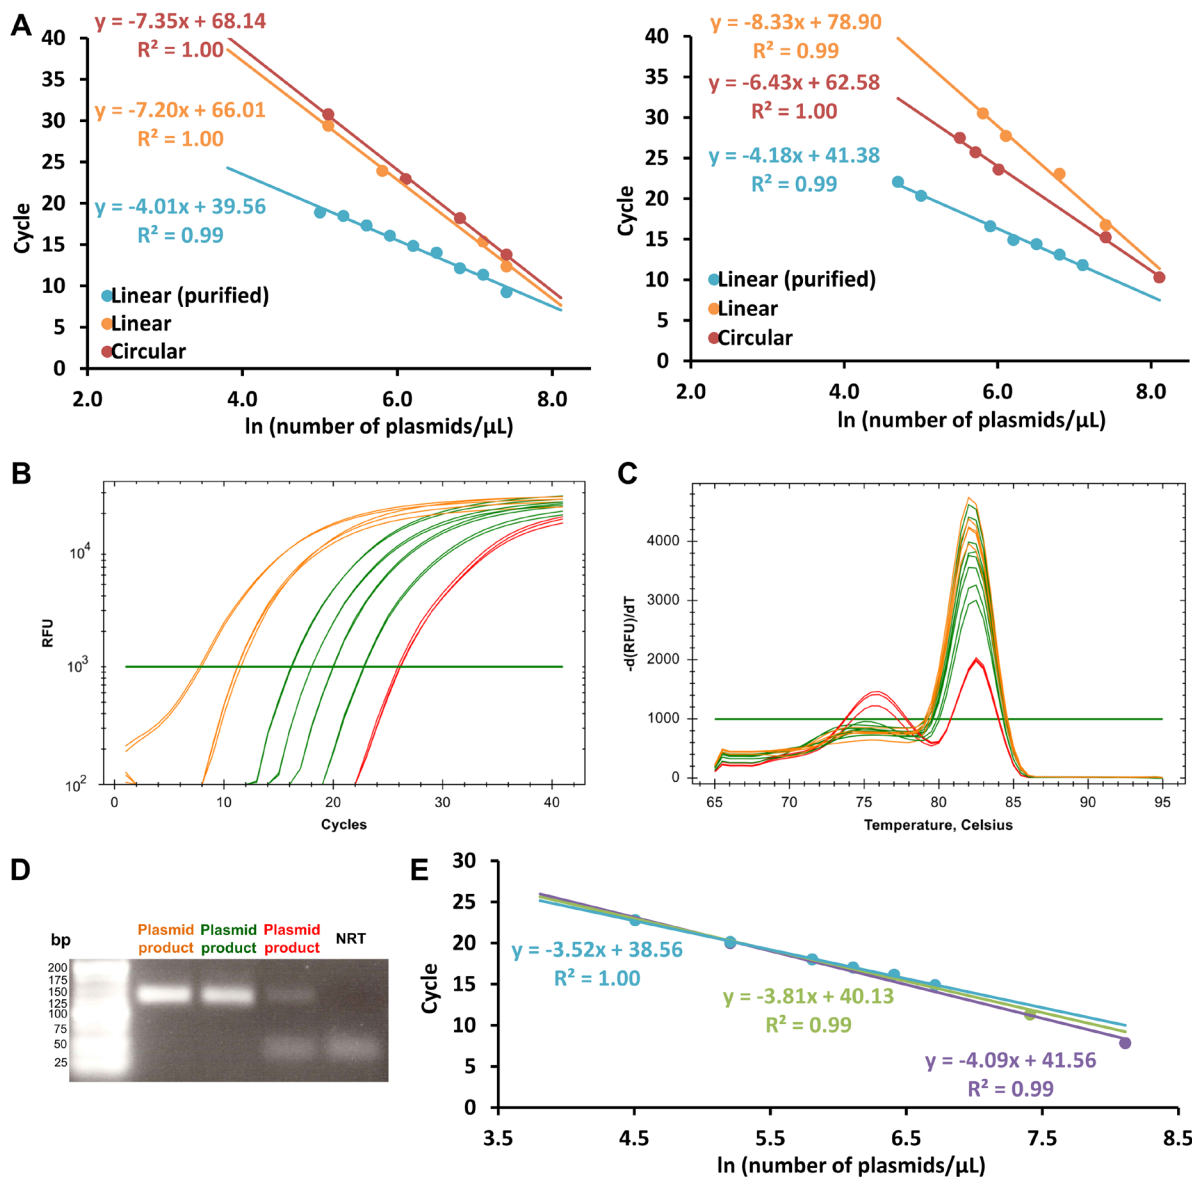 A
y = -7.35x + 68.14
R² = 1.00
y = -7.20x + 66.01
R² = 1.00
y = -4.01x + 39.56
R² = 0.99
Cycle
40
35
30
25
20
15
10
5
0
Linear (purified)
Linear
Circular
2.0 4.0 6.0 8.0
ln (number of plasmids/µL)
y = -8.33x + 78.90
R² = 0.99
y = -6.43x + 62.58
R² = 1.00
y = -4.18x + 41.38
R² = 0.99
Cycle
40
35
30
25
20
15
10
5
0
Linear (purified)
Linear
Circular
2.0 4.0 6.0 8.0
ln (number of plasmids/µL)
B
RFU
10⁴
10³
10²
0 10 20 30 40
Cycles
C
-d(RFU)/dT
4000
3000
2000
1000
0
65 70 75 80 85 90 95
Temperature, Celsius
D
bp
Plasmid product
Plasmid product
Plasmid product
NRT
200
175
150
125
100
75
50
25
E
Cycle
30
25
20
15
10
5
0
y = -3.52x + 38.56
R² = 1.00
y = -3.81x + 40.13
R² = 0.99
y = -4.09x + 41.56
R² = 0.99
3.5 4.5 5.5 6.5 7.5 8.5
ln (number of plasmids/µL)